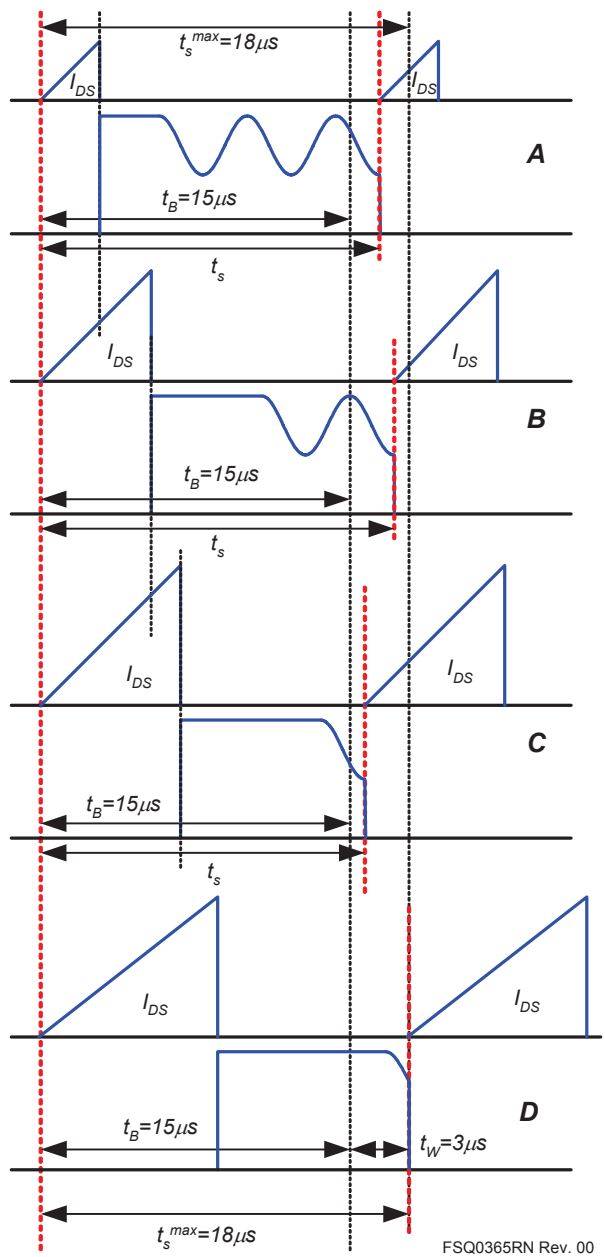 t_s^max=18μs
I_DS I_DS
A
t_B=15μs
t_s
I_DS I_DS
B
t_B=15μs
t_s
I_DS I_DS
C
t_B=15μs
t_s
I_DS I_DS
D
t_B=15μs t_W=3μs
t_s^max=18μs
FSQ0365RN Rev. 00